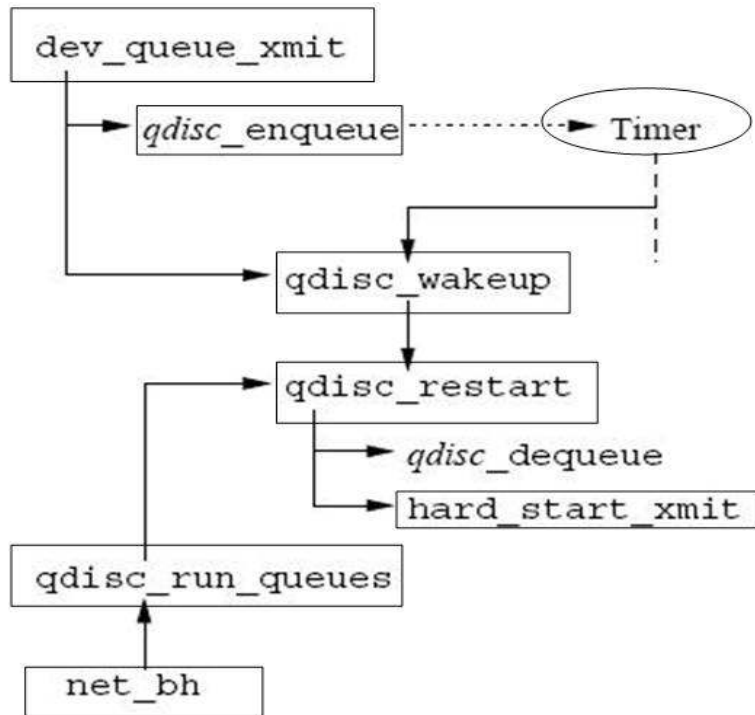 dev_queue_xmit
qdisc_enqueue
Timer
qdisc_wakeup
qdisc_restart
qdisc_dequeue
hard_start_xmit
qdisc_run_queues
net_bh